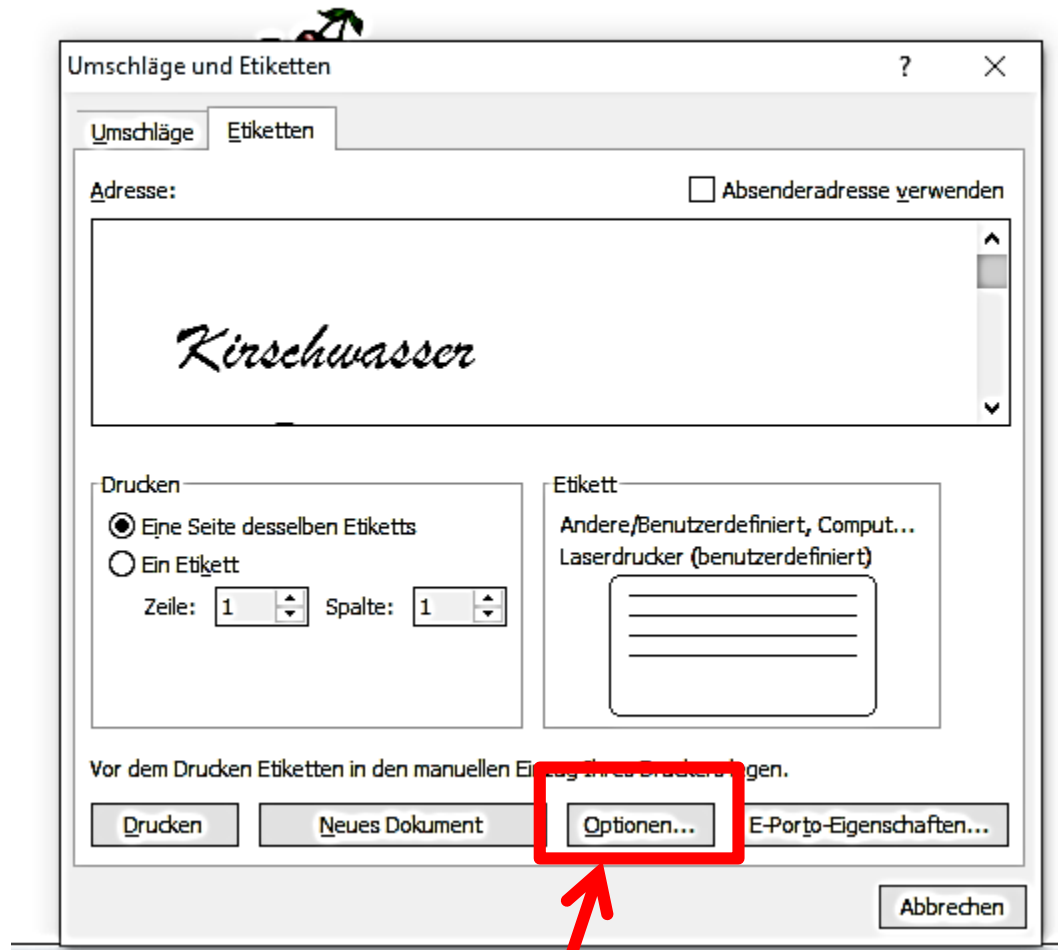 Umschläge und Etiketten ?
Umschläge Etiketten
Adresse: Absenderadresse verwenden
Kirschwasser
Drucken
Eine Seite desselben Etiketts
Ein Etikett
Zeile: 1 Spalte: 1
Etikett
Andere/Benutzerdefiniert, Comput...
Laserdrucker (benutzerdefiniert)
Vor dem Drucken Etiketten in den manuellen Einzug Ihres Druckers legen.
Drucken Neues Dokument Optionen... E-Porto-Eigenschaften...
Abbrechen